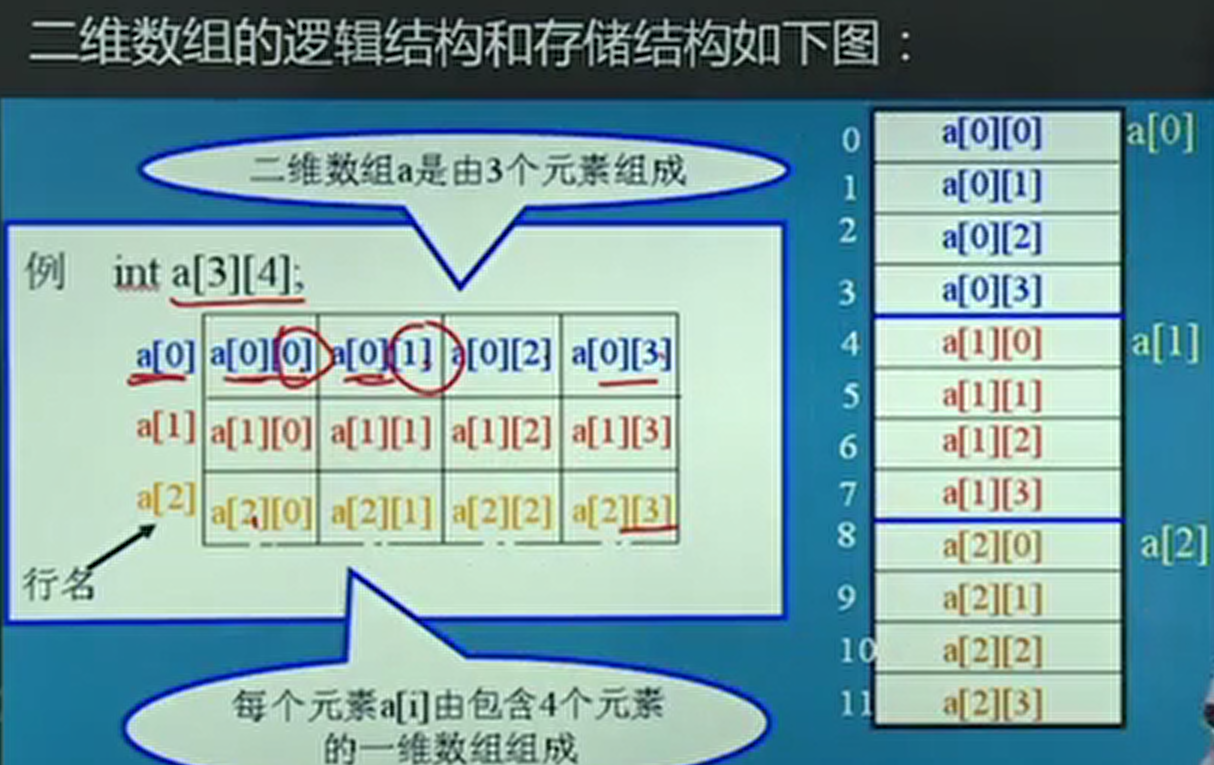 二维数组的逻辑结构和存储结构如下图：
二维数组a是由3个元素组成
例 int a[3][4];
a[0] a[0][0] a[0][1] a[0][2] a[0][3]
a[1] a[1][0] a[1][1] a[1][2] a[1][3]
a[2] a[2][0] a[2][1] a[2][2] a[2][3]
行名
每个元素a[i]由包含4个元素
的一维数组组成
0 a[0][0] a[0]
1 a[0][1]
2 a[0][2]
3 a[0][3]
4 a[1][0] a[1]
5 a[1][1]
6 a[1][2]
7 a[1][3]
8 a[2][0] a[2]
9 a[2][1]
10 a[2][2]
11 a[2][3]